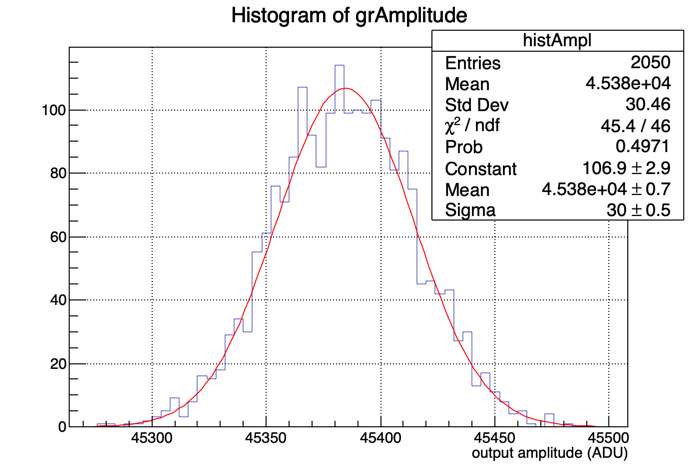 Histogram of grAmplitude
histAmpl
Entries 2050
Mean 4.538e+04
Std Dev 30.46
χ² / ndf 45.4 / 46
Prob 0.4971
Constant 106.9 ± 2.9
Mean 4.538e+04 ± 0.7
Sigma 30 ± 0.5
100
80
60
40
20
0
45300 45350 45400 45450 45500
output amplitude (ADU)